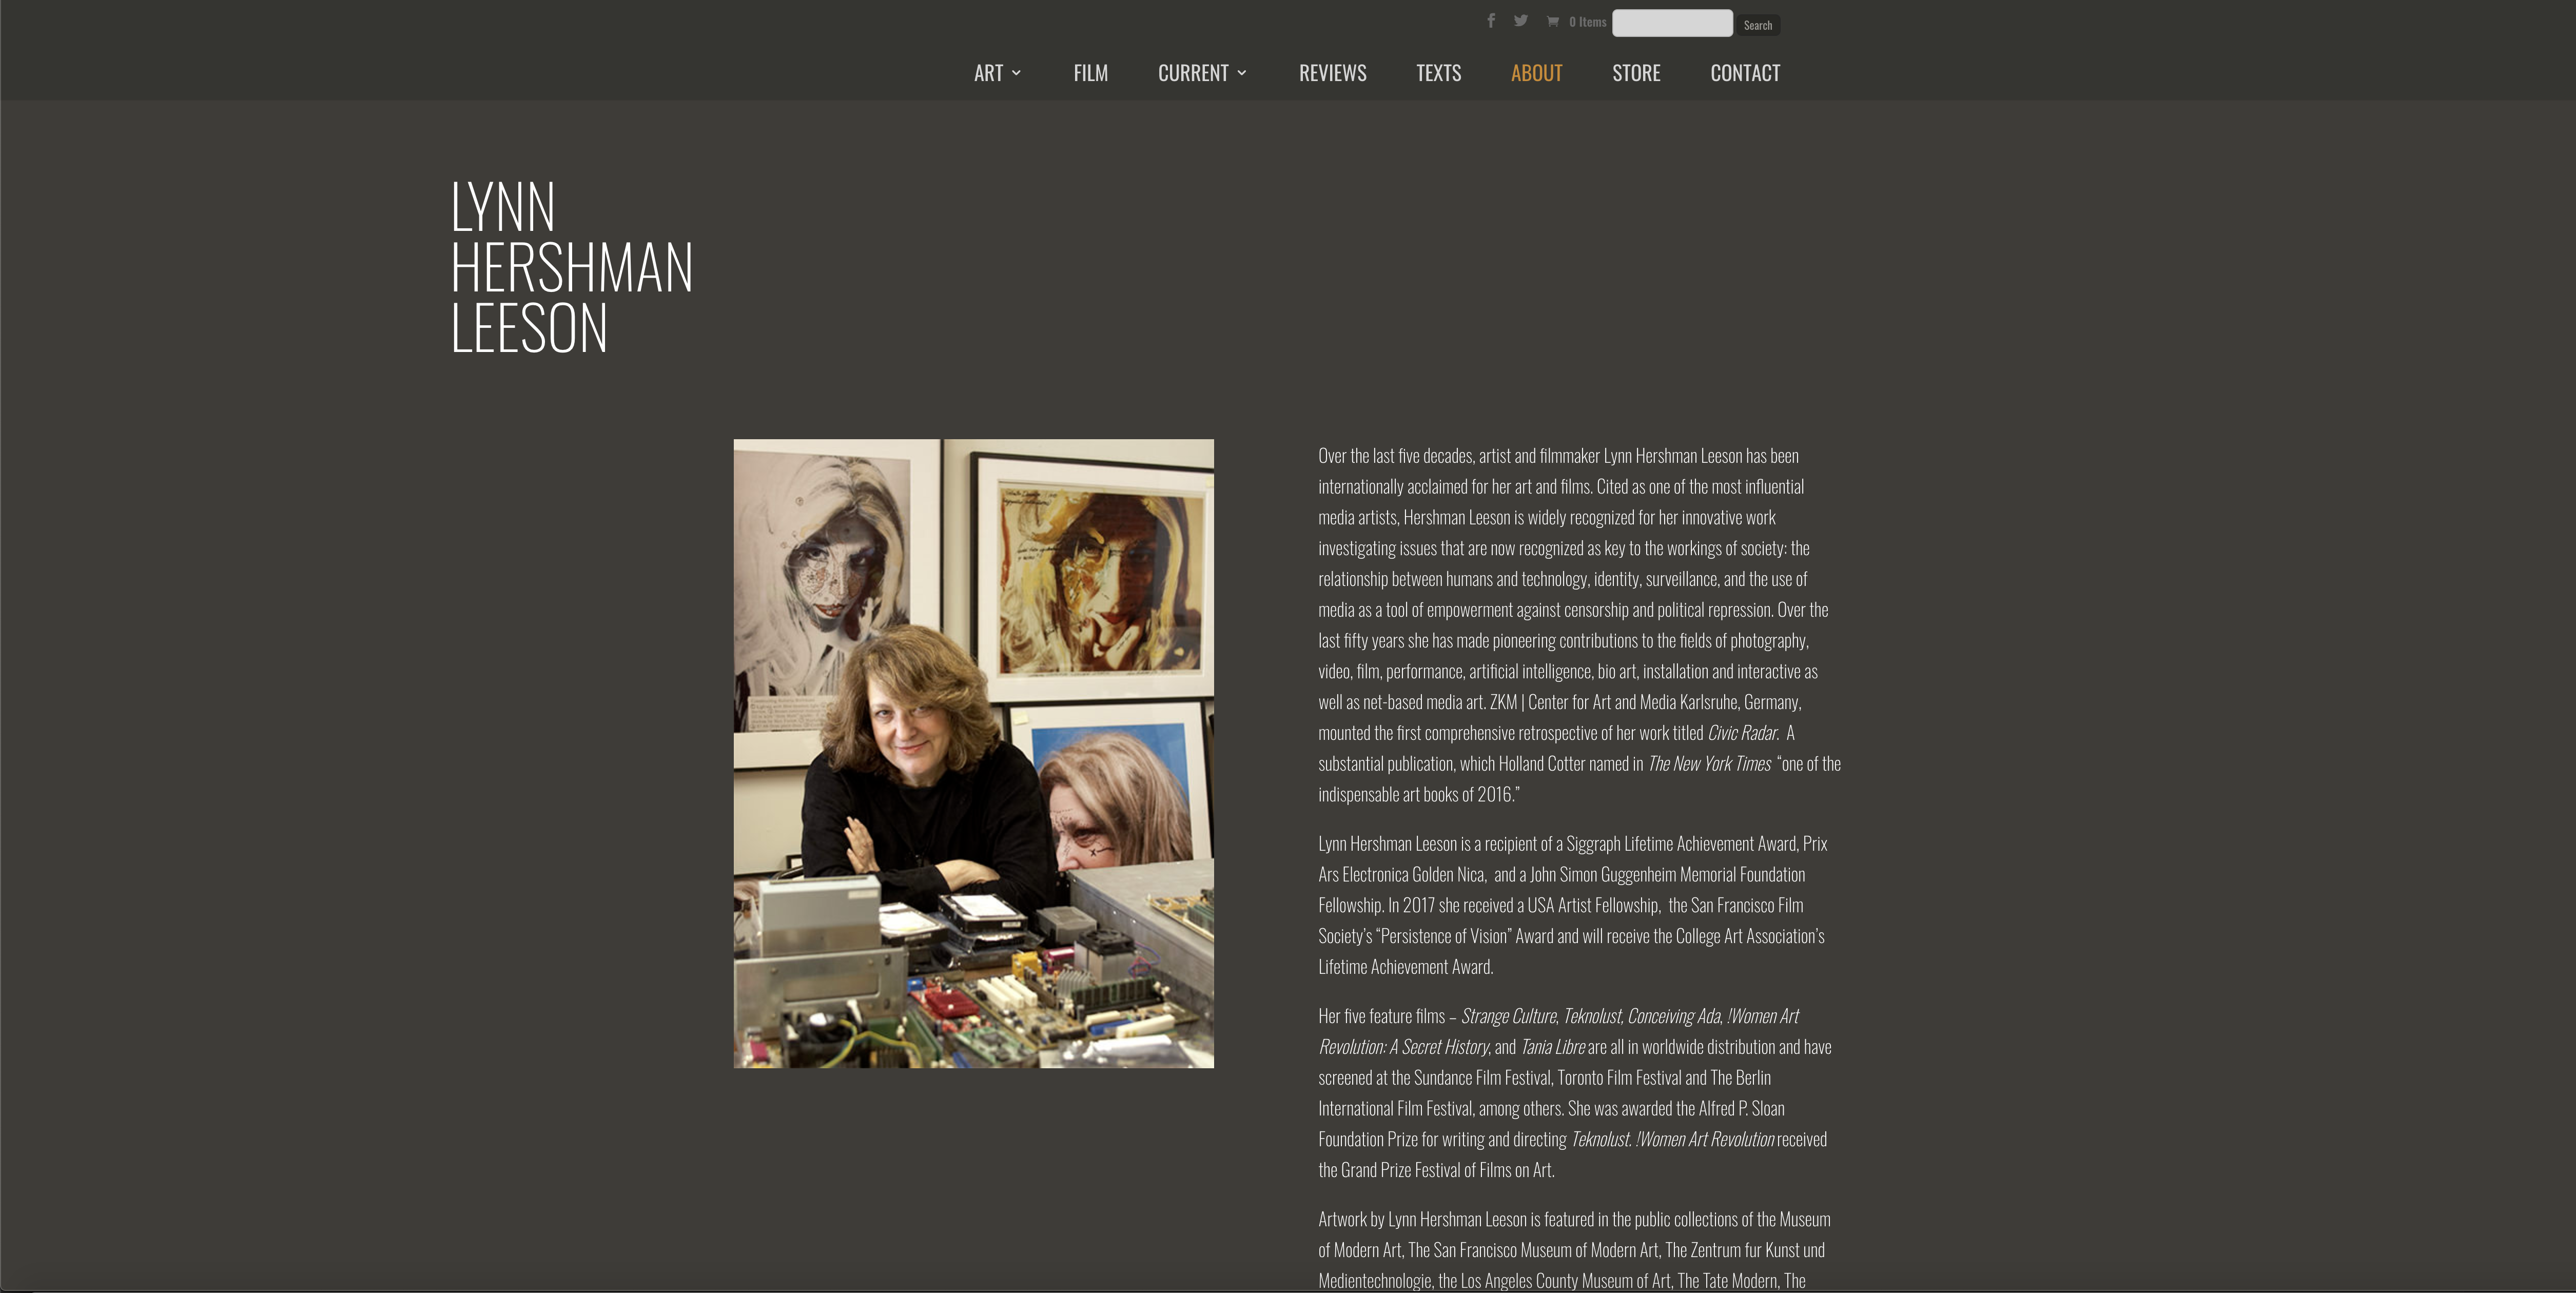 0 Items
Search
ART
FILM
CURRENT
REVIEWS
TEXTS
ABOUT
STORE
CONTACT
LYNN
HERSHMAN
LEESON
Over the last five decades, artist and filmmaker Lynn Hershman Leeson has been
internationally acclaimed for her art and films. Cited as one of the most influential
media artists, Hershman Leeson is widely recognized for her innovative work
investigating issues that are now recognized as key to the workings of society: the
relationship between humans and technology, identity, surveillance, and the use of
media as a tool of empowerment against censorship and political repression. Over the
last fifty years she has made pioneering contributions to the fields of photography,
video, film, performance, artificial intelligence, bio art, installation and interactive as
well as net-based media art. ZKM | Center for Art and Media Karlsruhe, Germany,
mounted the first comprehensive retrospective of her work titled Civic Radar.  A
substantial publication, which Holland Cotter named in The New York Times  “one of the
indispensable art books of 2016.”
Lynn Hershman Leeson is a recipient of a Siggraph Lifetime Achievement Award, Prix
Ars Electronica Golden Nica,  and a John Simon Guggenheim Memorial Foundation
Fellowship. In 2017 she received a USA Artist Fellowship,  the San Francisco Film
Society’s “Persistence of Vision” Award and will receive the College Art Association’s
Lifetime Achievement Award.
Her five feature films – Strange Culture, Teknolust, Conceiving Ada, !Women Art
Revolution: A Secret History, and Tania Libre are all in worldwide distribution and have
screened at the Sundance Film Festival, Toronto Film Festival and The Berlin
International Film Festival, among others. She was awarded the Alfred P. Sloan
Foundation Prize for writing and directing Teknolust. !Women Art Revolution received
the Grand Prize Festival of Films on Art.
Artwork by Lynn Hershman Leeson is featured in the public collections of the Museum
of Modern Art, The San Francisco Museum of Modern Art, The Zentrum fur Kunst und
Medientechnologie, the Los Angeles County Museum of Art, The Tate Modern, The